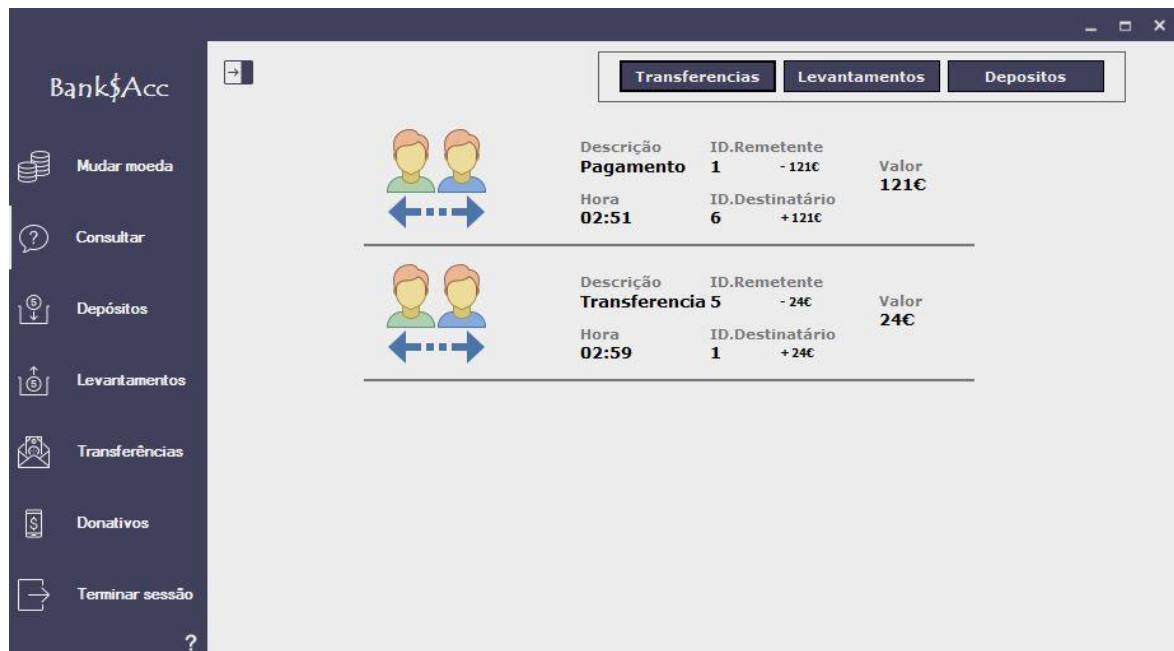 Bank$Acc
Mudar moeda
Consultar
Depósitos
Levantamentos
Transferências
Donativos
Terminar sessão
?
Transferencias Levantamentos Depositos
Descrição ID.Remetente
Pagamento 1 - 121€ Valor
121€
Hora ID.Destinatário
02:51 6 +121€
Descrição ID.Remetente
Transferencia 5 - 24€ Valor
24€
Hora ID.Destinatário
02:59 1 + 24€